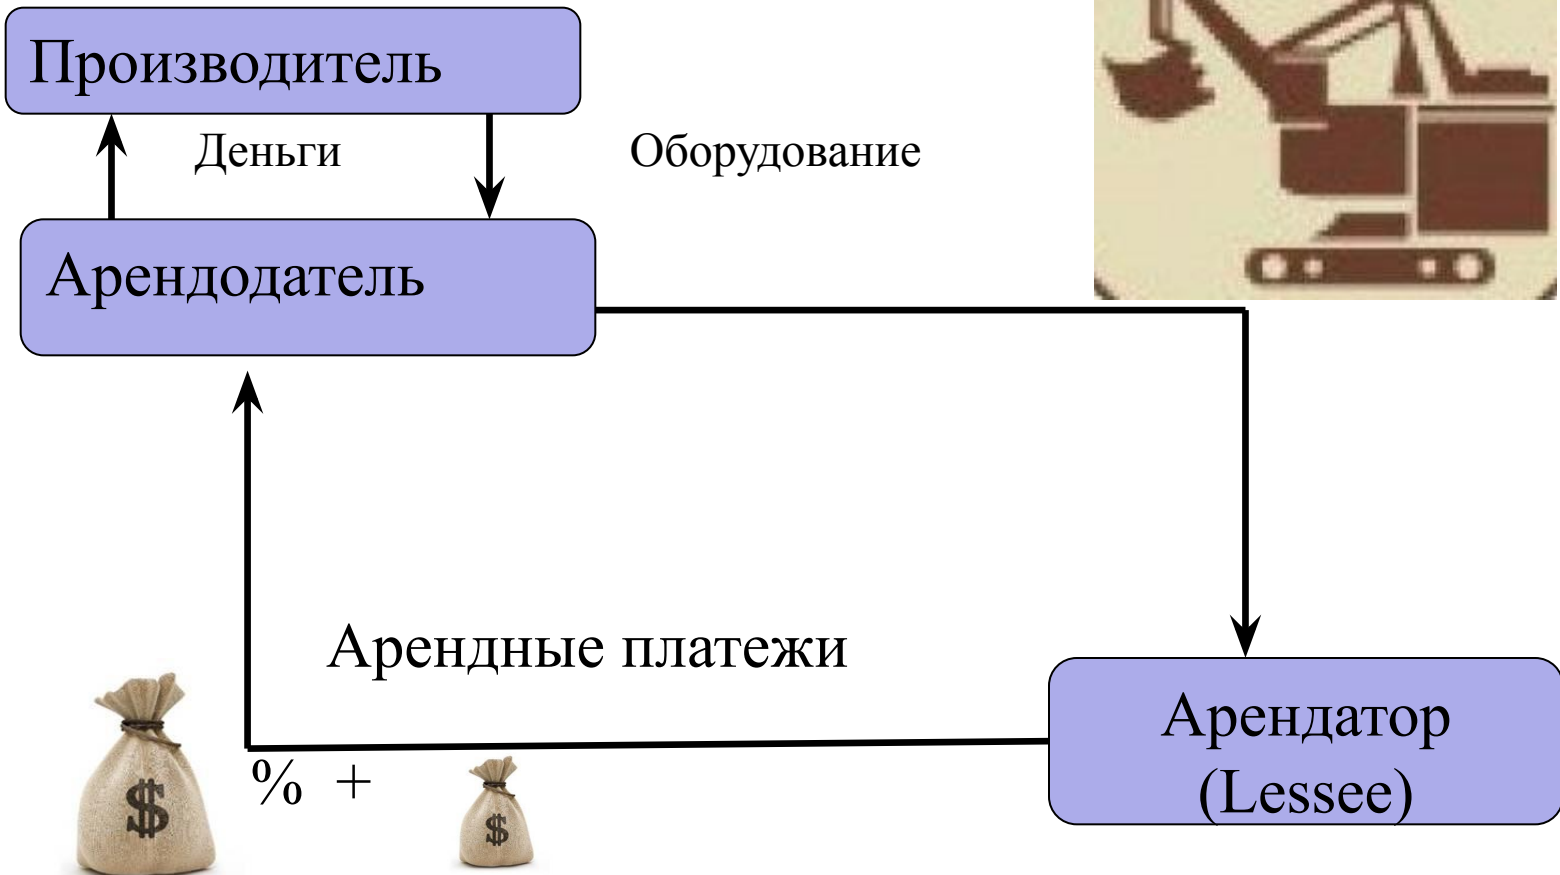 Производитель
Деньги
Оборудование
Арендодатель
Арендные платежи
$
% +
$
Арендатор
(Lessee)